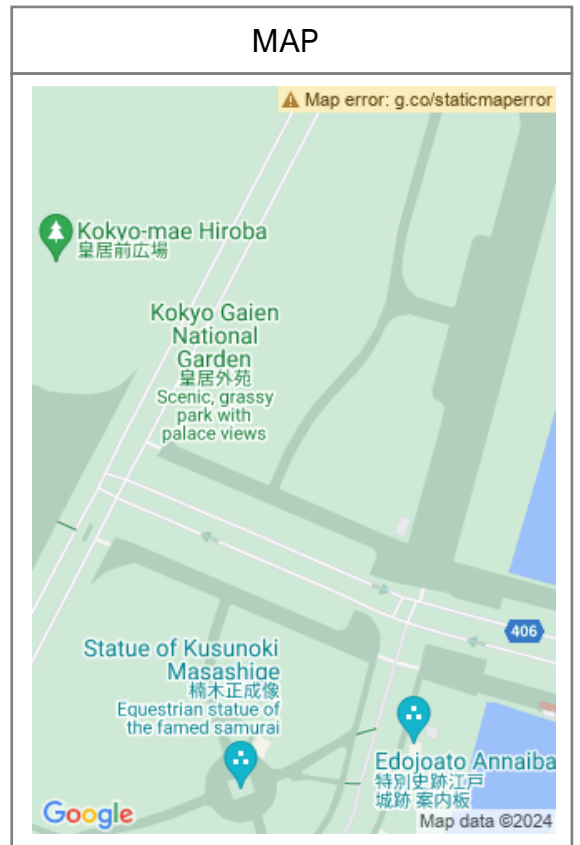 MAP
Map error: g.co/staticmaperror
Kokyo-mae Hiroba
皇居前広場
Kokyo Gaien
National
Garden
皇居外苑
Scenic, grassy
park with
palace views
406
Statue of Kusunoki
Masashige
楠木正成像
Equestrian statue of
the famed samurai
Edojoato Annaiba
特別史跡江戸
城跡 案内板
Google
Map data ©2024